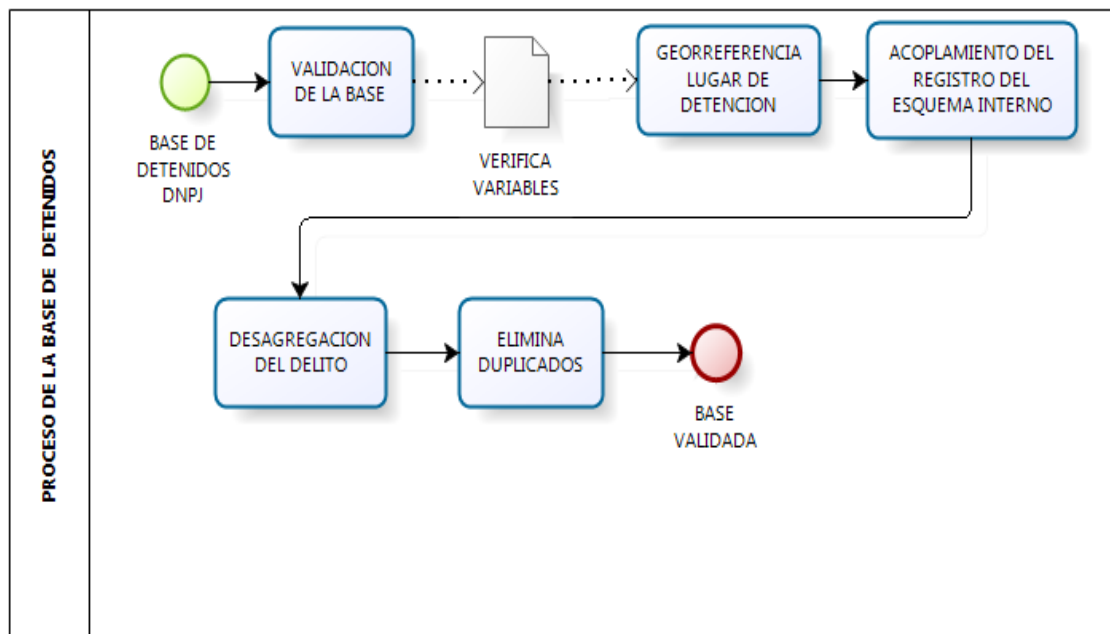 PROCESO DE LA BASE DE DETENIDOS
BASE DE
DETENIDOS
DNPJ
VALIDACION
DE LA BASE
VERIFICA
VARIABLES
GEORREFERENCIA
LUGAR DE
DETENCION
ACOPLAMIENTO DEL
REGISTRO DEL
ESQUEMA INTERNO
DESAGREGACION
DEL DELITO
ELIMINA
DUPLICADOS
BASE
VALIDADA